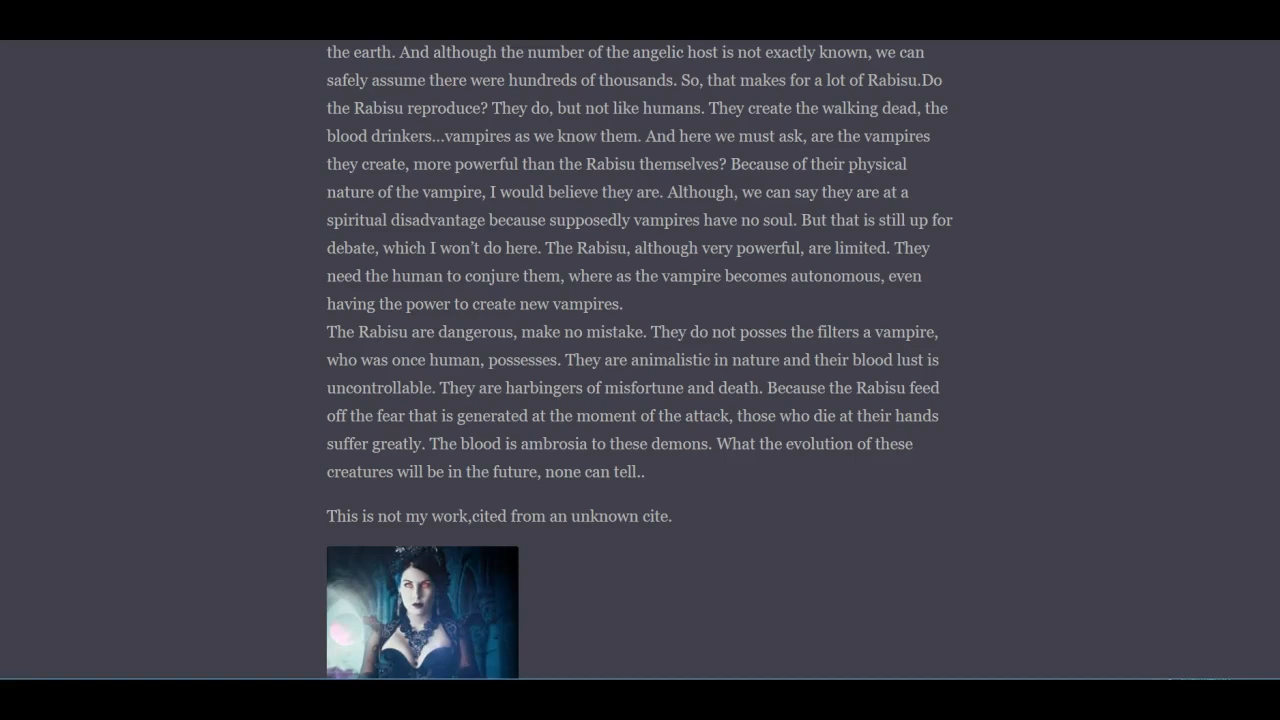 the earth. And although the number of the angelic host is not exactly known, we can
safely assume there were hundreds of thousands. So, that makes for a lot of Rabisu.Do
the Rabisu reproduce? They do, but not like humans. They create the walking dead, the
blood drinkers...vampires as we know them. And here we must ask, are the vampires
they create, more powerful than the Rabisu themselves? Because of their physical
nature of the vampire, I would believe they are. Although, we can say they are at a
spiritual disadvantage because supposedly vampires have no soul. But that is still up for
debate, which I won’t do here. The Rabisu, although very powerful, are limited. They
need the human to conjure them, where as the vampire becomes autonomous, even
having the power to create new vampires.
The Rabisu are dangerous, make no mistake. They do not posses the filters a vampire,
who was once human, possesses. They are animalistic in nature and their blood lust is
uncontrollable. They are harbingers of misfortune and death. Because the Rabisu feed
off the fear that is generated at the moment of the attack, those who die at their hands
suffer greatly. The blood is ambrosia to these demons. What the evolution of these
creatures will be in the future, none can tell..
This is not my work,cited from an unknown cite.